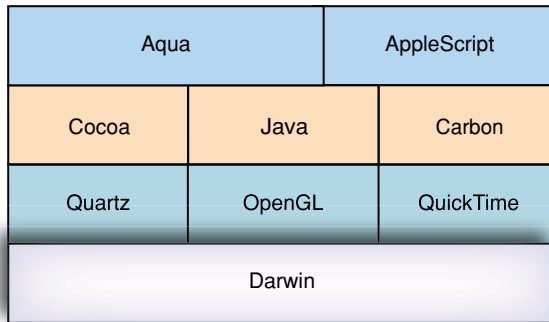 Aqua AppleScript
Cocoa Java Carbon
Quartz OpenGL QuickTime
Darwin